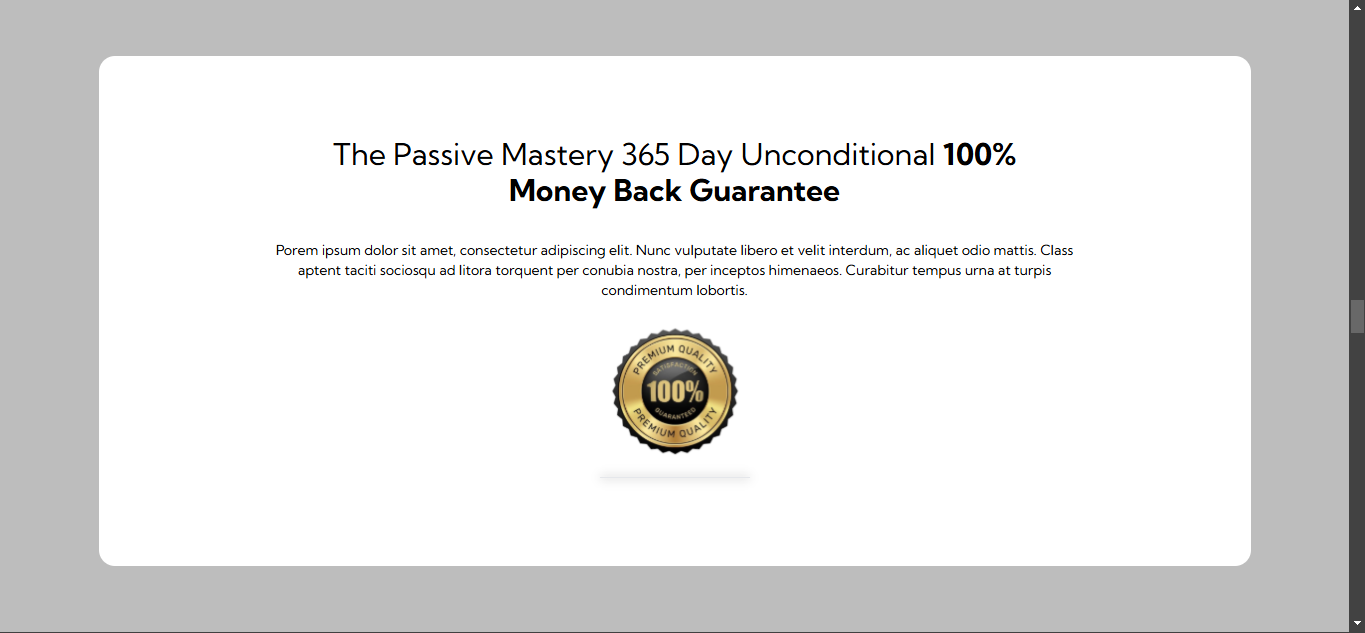 The Passive Mastery 365 Day Unconditional 100%
Money Back Guarantee
Porem ipsum dolor sit amet, consectetur adipiscing elit. Nunc vulputate libero et velit interdum, ac aliquet odio mattis. Class
aptent taciti sociosqu ad litora torquent per conubia nostra, per inceptos himenaeos. Curabitur tempus urna at turpis
condimentum lobortis.
PREMIUM QUALITY
SATISFACTION
100%
GUARANTEED
PREMIUM QUALITY